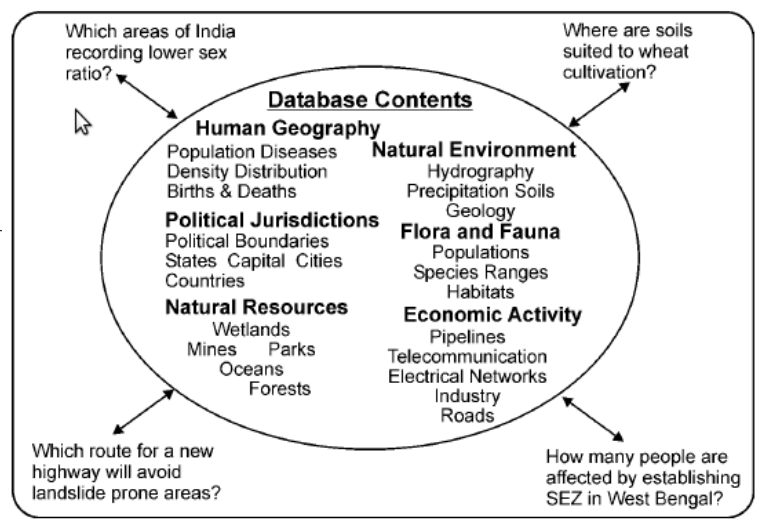 Which areas of India
recording lower sex
ratio?
Where are soils
suited to wheat
cultivation?
Database Contents
Human Geography
Population Diseases
Density Distribution
Births & Deaths
Political Jurisdictions
Political Boundaries
States Capital Cities
Countries
Natural Resources
Wetlands
Mines Parks
Oceans
Forests
Natural Environment
Hydrography
Precipitation Soils
Geology
Flora and Fauna
Populations
Species Ranges
Habitats
Economic Activity
Pipelines
Telecommunication
Electrical Networks
Industry
Roads
Which route for a new
highway will avoid
landslide prone areas?
How many people are
affected by establishing
SEZ in West Bengal?